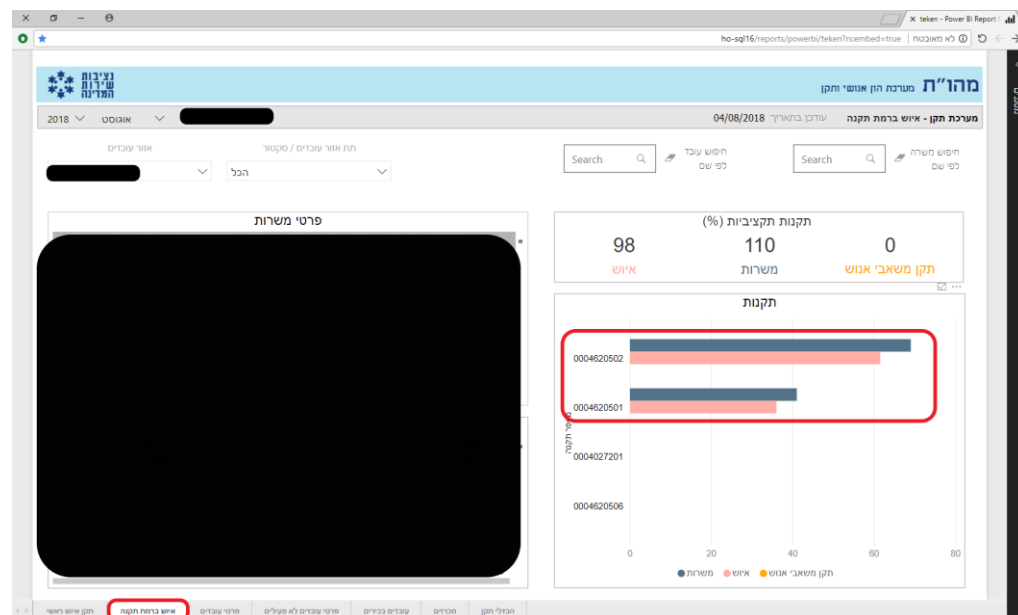 teken - Power BI Report
ho-sql16/reports/powerbi/teken?rs:embed=true | לא מאובטח
נציבות
שירות
המדינה
מהו"ת מערכת הון אנושי ותקן
מערכת תקן - איוש ברמת תקנה עודכן בתאריך 04/08/2018
אוגוסט 2018
חיפוש משרה
לפי שם
Search
חיפוש עובד
לפי שם
Search
תת אזור עובדים / סקטור
הכל
אזור עובדים
תקנות תקציביות (%)
0 110 98
תקן משאבי אנוש משרות איוש
פרטי משרות
תקנות
0004620502
0004620501
0004027201
0004620506
מספר תקנה
0 20 40 60 80
תקן משאבי אנוש איוש משרות
תקן איוש ראשי איוש ברמת תקנה פרטי עובדים פרטי עובדים לא פעילים עובדים בכירים מכרזים הבדלי תקן